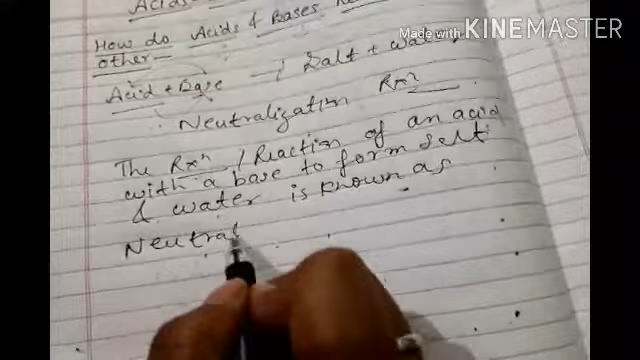 Acids
Made with KINEMASTER
How do Acids & Bases
other—
Acid + Base → Salt + Water
Neutralization Rxn
The Rxn / Reaction of an acid
with a base to form Salt
& water is known as
Neutral